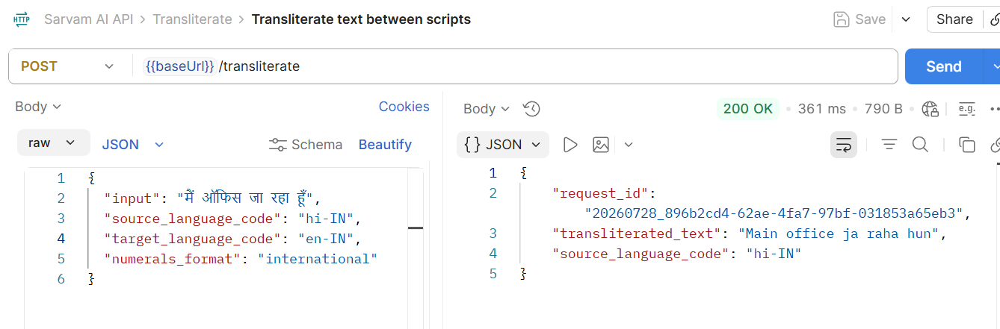 HTTP Sarvam AI API > Transliterate > Transliterate text between scripts Save Share
POST {{baseUrl}}/transliterate Send
Body Cookies
raw JSON Schema Beautify
1 {
2 "input": "मैं ऑफिस जा रहा हूँ",
3 "source_language_code": "hi-IN",
4 "target_language_code": "en-IN",
5 "numerals_format": "international"
6 }
Body 200 OK • 361 ms • 790 B • e.g.
{} JSON
1 {
2 "request_id":
"20260728_896b2cd4-62ae-4fa7-97bf-031853a65eb3",
3 "transliterated_text": "Main office ja raha hun",
4 "source_language_code": "hi-IN"
5 }